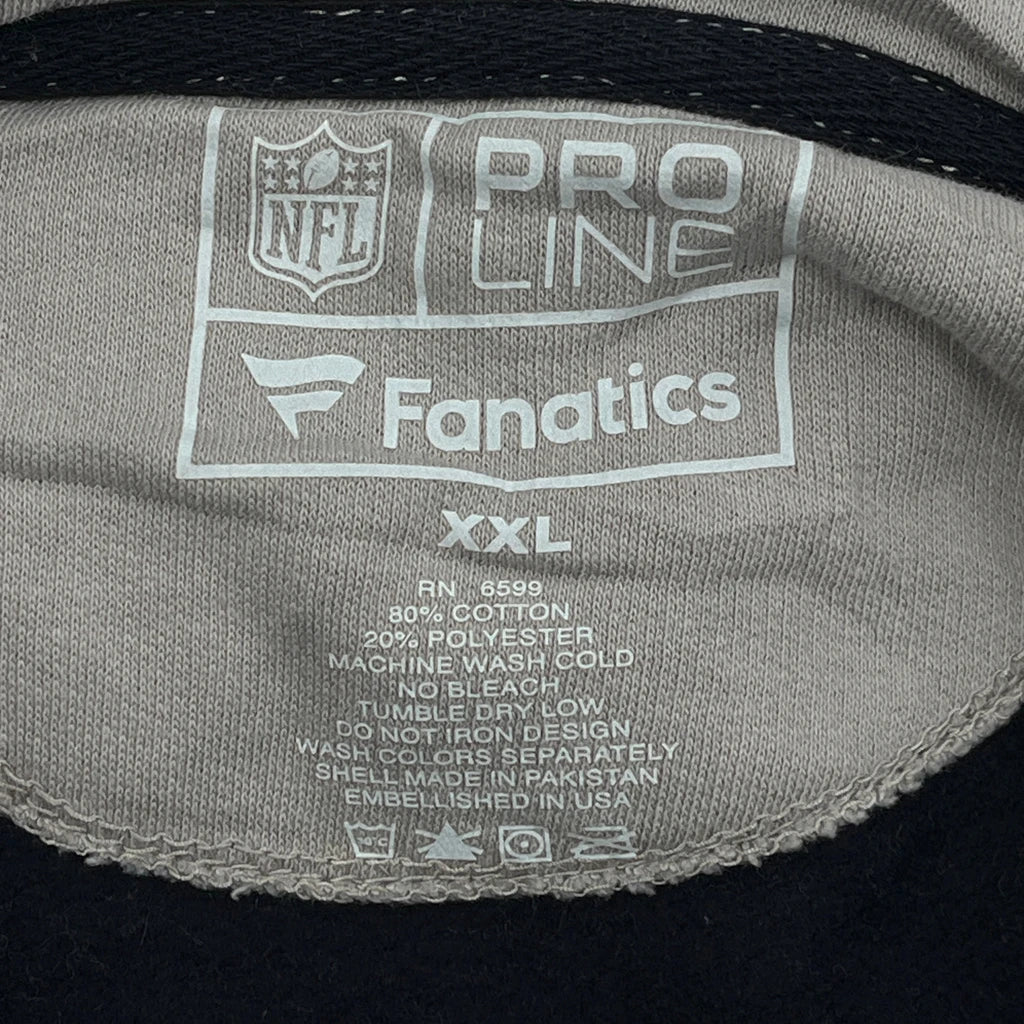 NFL
PRO
LINE
Fanatics
XXL
RN 6599
80% COTTON
20% POLYESTER
MACHINE WASH COLD
NO BLEACH
TUMBLE DRY LOW
DO NOT IRON DESIGN
WASH COLORS SEPARATELY
SHELL MADE IN PAKISTAN
EMBELLISHED IN USA